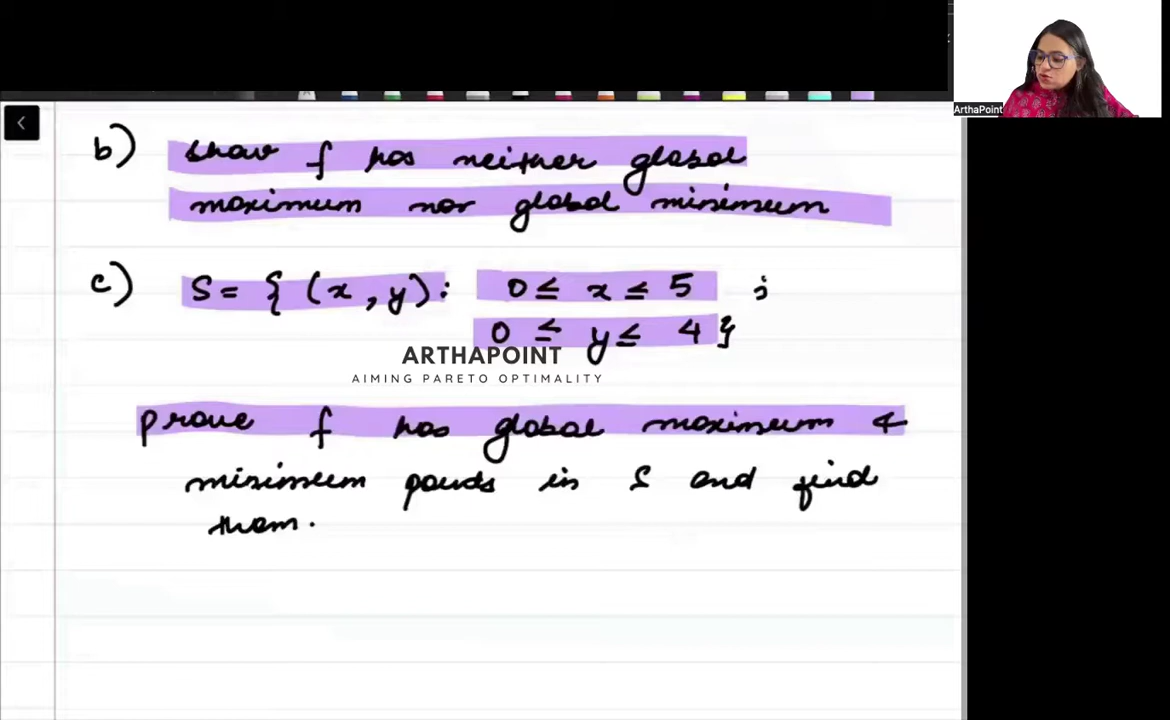 ArthaPoint
b) show f has neither global
maximum nor global minimum
c) S = { (x, y): 0 ≤ x ≤ 5 ;
0 ≤ y ≤ 4 }
ARTHAPOINT
AIMING PARETO OPTIMALITY
prove f has global maximum &
minimum points in S and find
them.